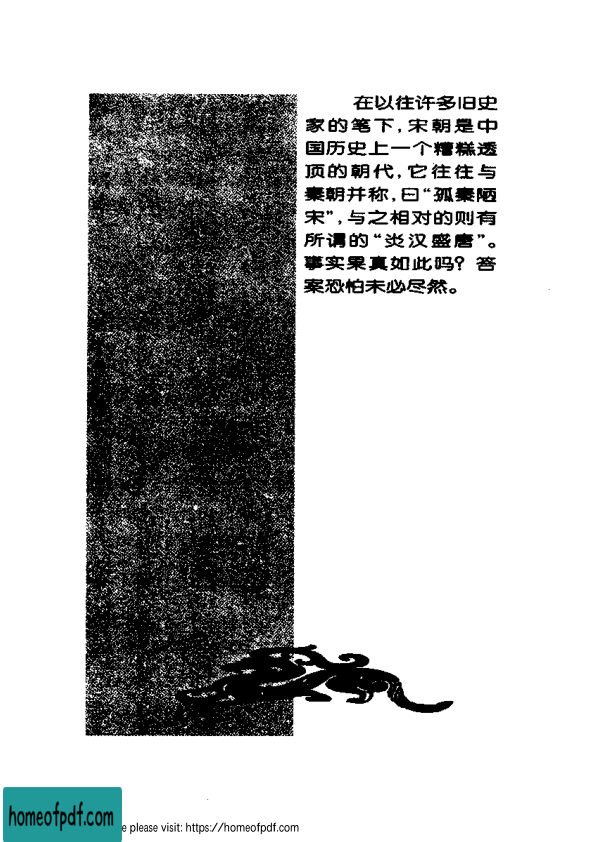 在以往许多旧史
家的笔下,宋朝是中
国历史上一个糟糕透
顶的朝代,它往往与
秦朝并称,曰“孤秦陋
宋”,与之相对的则有
所谓的“炎汉盛唐”。
事实果真如此吗?答
案恐怕未必尽然。
homeofpdf.com
e please visit: https://homeofpdf.com